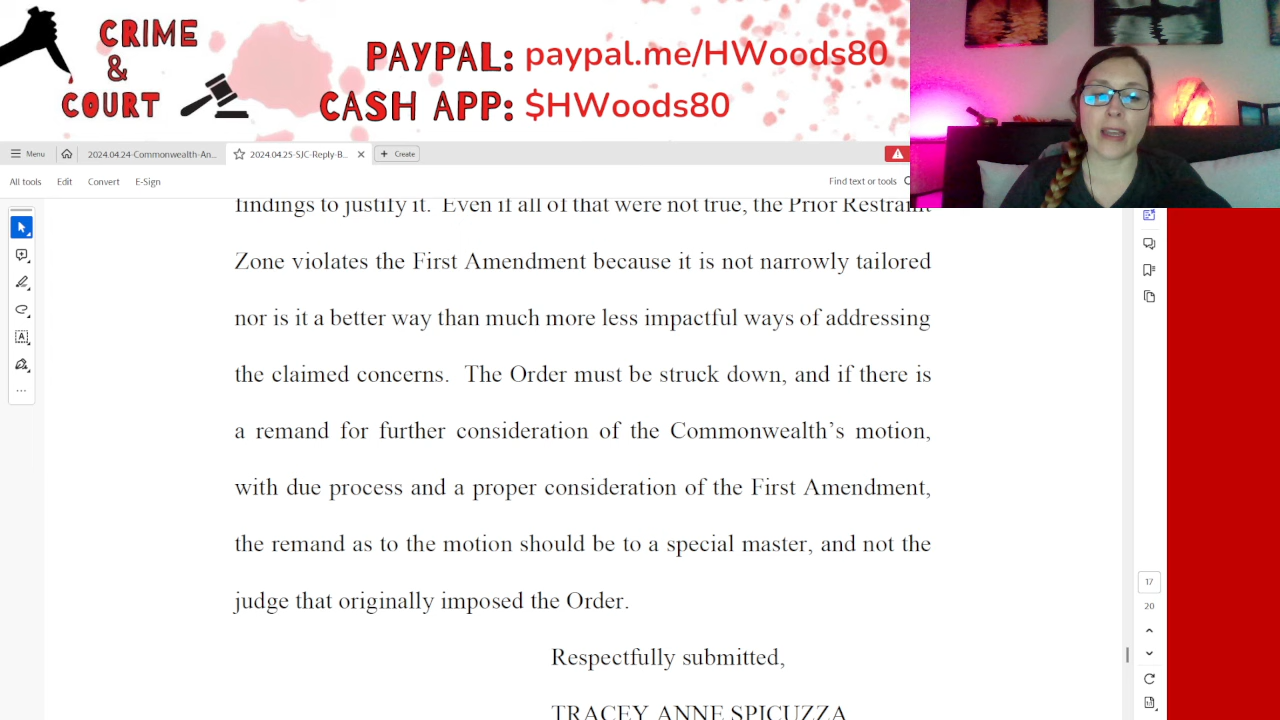 CRIME
&
COURT
PAYPAL: paypal.me/HWoods80
CASH APP: $HWoods80
Menu
2024.04.24-Commonwealth-An...
2024.04.25-SJC-Reply-B...
Create
All tools
Edit
Convert
E-Sign
Find text or tools
findings to justify it. Even if all of that were not true, the Prior Restraint
Zone violates the First Amendment because it is not narrowly tailored
nor is it a better way than much more less impactful ways of addressing
the claimed concerns. The Order must be struck down, and if there is
a remand for further consideration of the Commonwealth's motion,
with due process and a proper consideration of the First Amendment,
the remand as to the motion should be to a special master, and not the
judge that originally imposed the Order.
17
20
Respectfully submitted,
TRACEY ANNE SPICUZZA